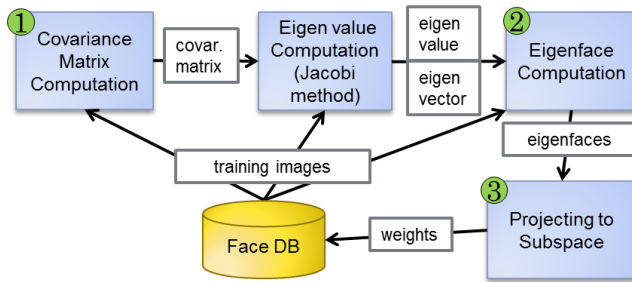 1
Covariance
Matrix
Computation
covar.
matrix
Eigen value
Computation
(Jacobi
method)
eigen
value
eigen
vector
2
Eigenface
Computation
training images
eigenfaces
Face DB
weights
3
Projecting to
Subspace